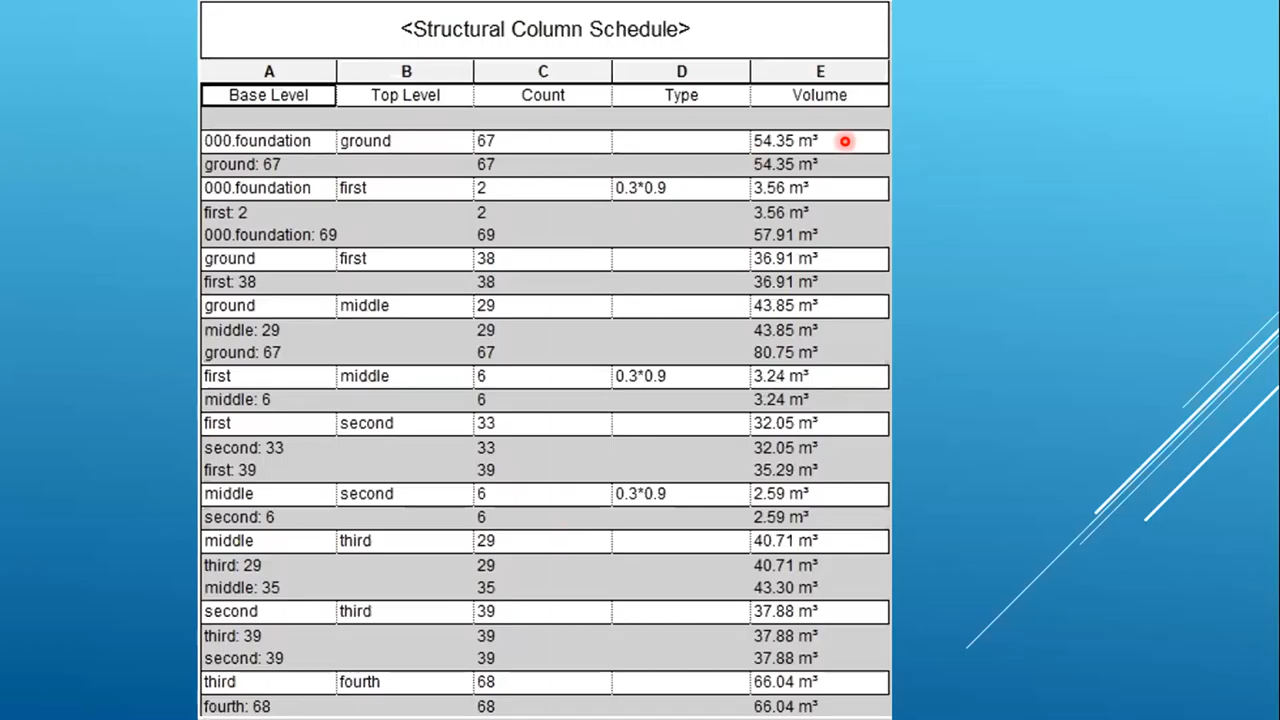 <Structural Column Schedule>
A B C D E
Base Level Top Level Count Type Volume
000.foundation ground 67 54.35 m³
ground: 67 67 54.35 m³
000.foundation first 2 0.3*0.9 3.56 m³
first: 2 2 3.56 m³
000.foundation: 69 69 57.91 m³
ground first 38 36.91 m³
first: 38 38 36.91 m³
ground middle 29 43.85 m³
middle: 29 29 43.85 m³
ground: 67 67 80.75 m³
first middle 6 0.3*0.9 3.24 m³
middle: 6 6 3.24 m³
first second 33 32.05 m³
second: 33 33 32.05 m³
first: 39 39 35.29 m³
middle second 6 0.3*0.9 2.59 m³
second: 6 6 2.59 m³
middle third 29 40.71 m³
third: 29 29 40.71 m³
middle: 35 35 43.30 m³
second third 39 37.88 m³
third: 39 39 37.88 m³
second: 39 39 37.88 m³
third fourth 68 66.04 m³
fourth: 68 68 66.04 m³